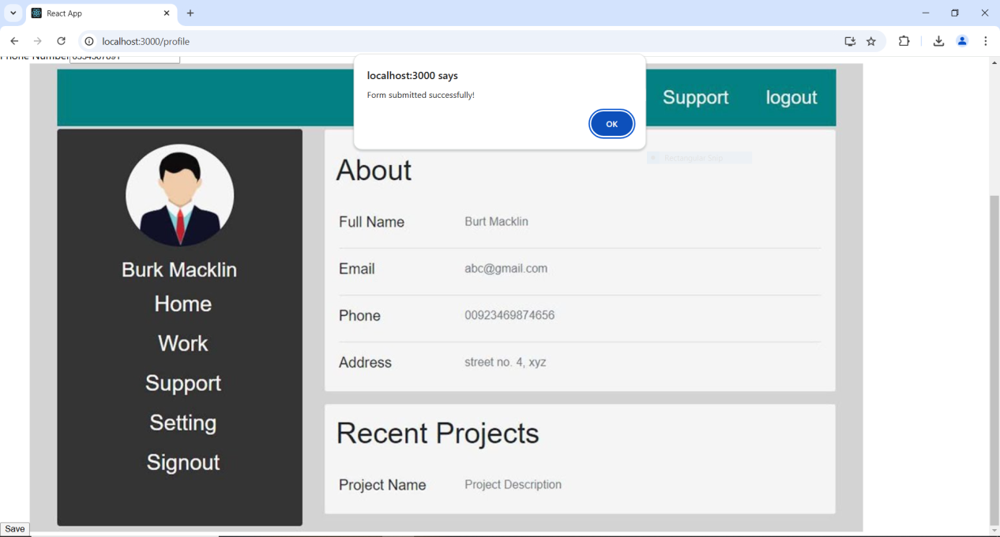 React App
localhost:3000/profile
Phone Number
localhost:3000 says
Form submitted successfully!
OK
Support logout
Rectangular Snip
Burk Macklin
Home
Work
Support
Setting
Signout
About
Full Name Burt Macklin
Email abc@gmail.com
Phone 00923469874656
Address street no. 4, xyz
Recent Projects
Project Name Project Description
Save